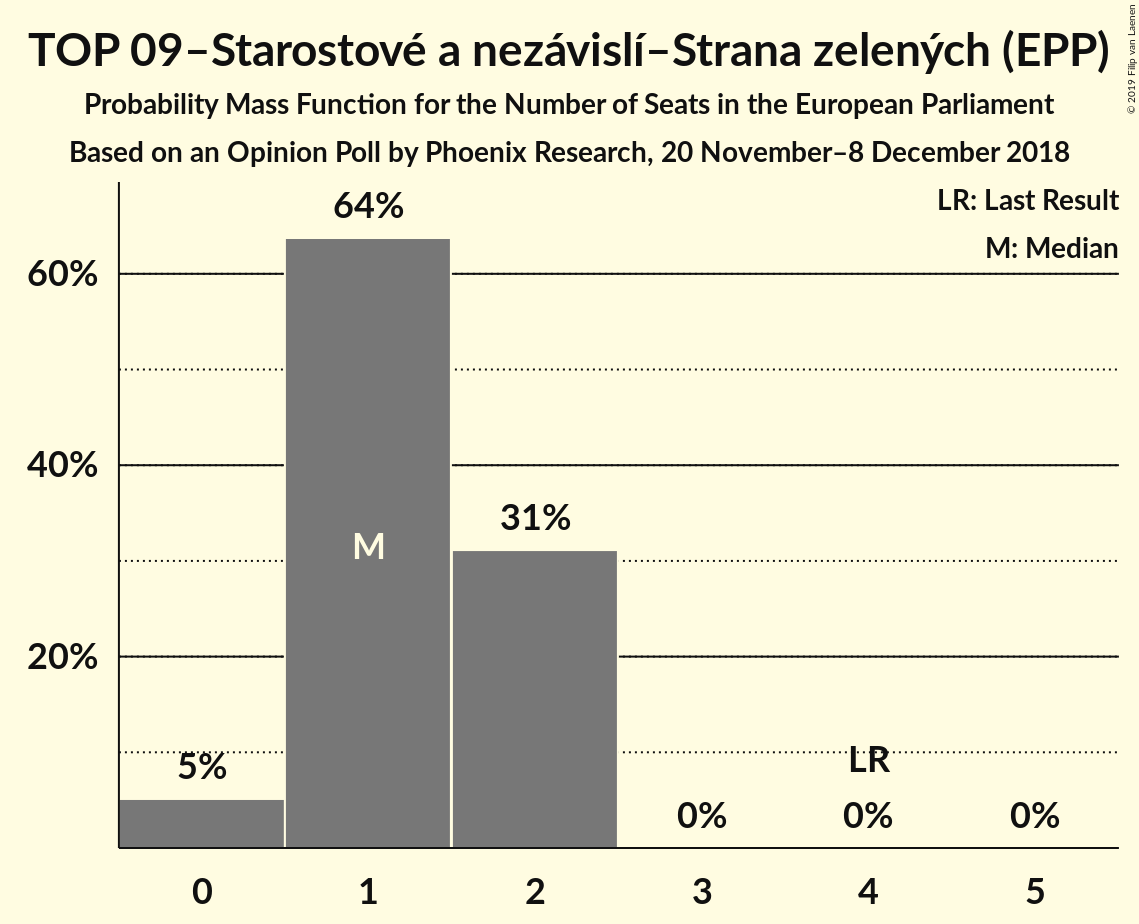 TOP 09–Starostové a nezávislí–Strana zelených (EPP)
Probability Mass Function for the Number of Seats in the European Parliament
Based on an Opinion Poll by Phoenix Research, 20 November–8 December 2018
© 2019 Filip van Laenen
LR: Last Result
M: Median
64%
60%
40%
31%
M
20%
5%
LR
0%
0%
0%
0
1
2
3
4
5